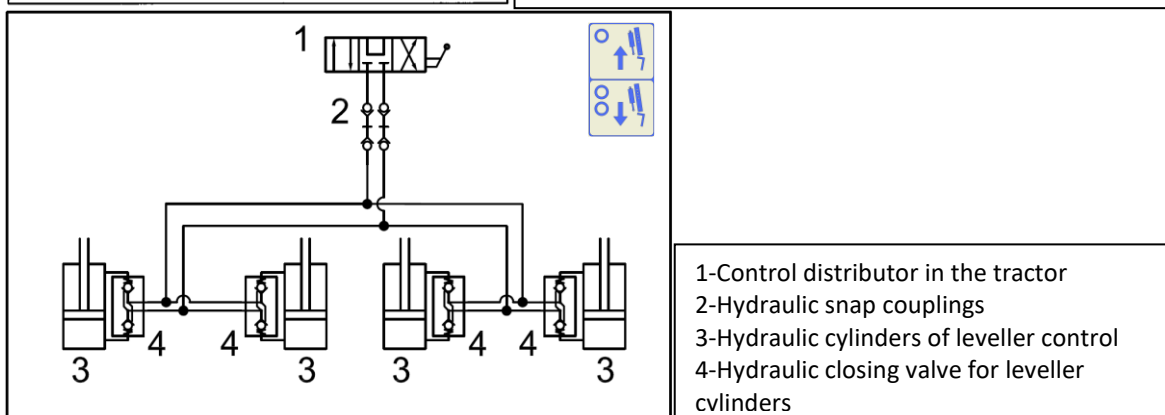 1
2
3
4
4
3
3
4
4
3
1-Control distributor in the tractor
2-Hydraulic snap couplings
3-Hydraulic cylinders of leveller control
4-Hydraulic closing valve for leveller
cylinders